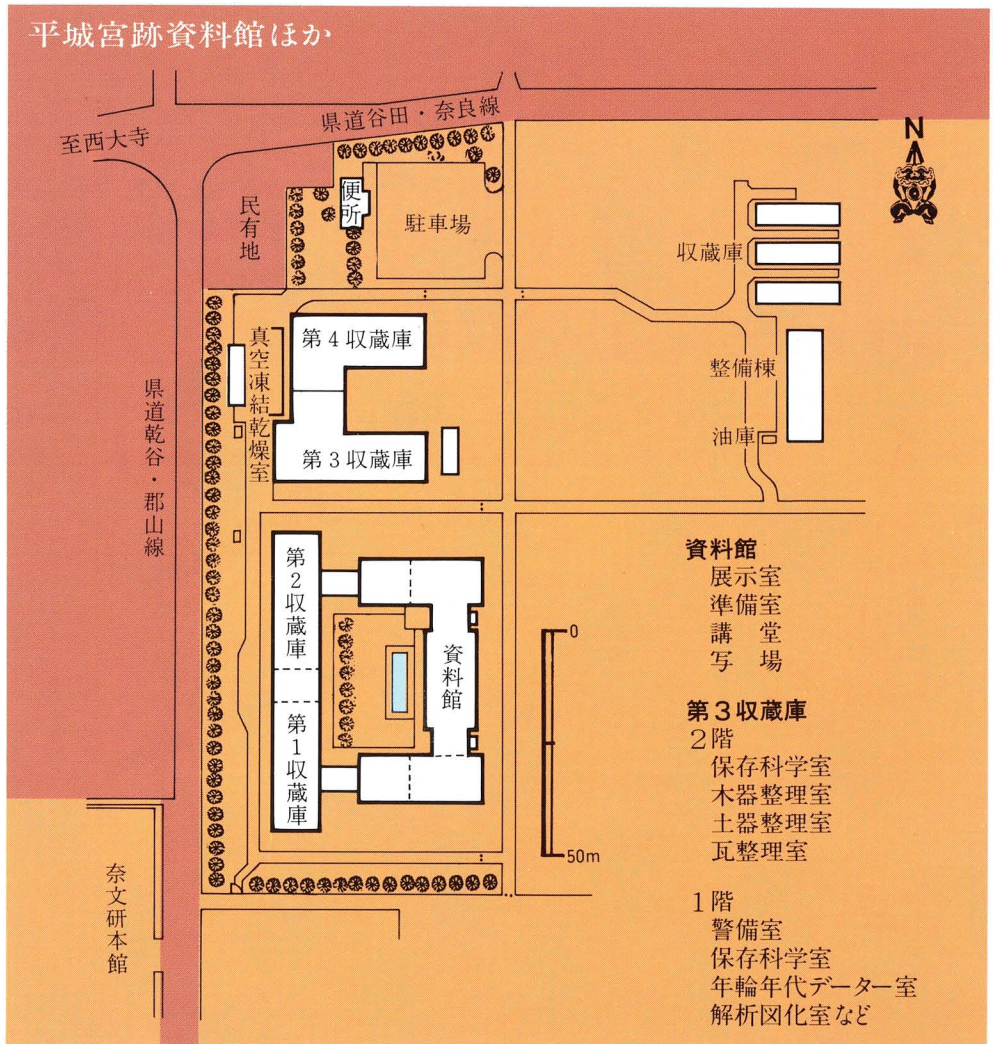 平城宮跡資料館ほか
県道谷田・奈良線
至西大寺
N
民有地
便所
駐車場
収蔵庫
真空凍結乾燥室
第4収蔵庫
整備棟
県道乾谷・郡山線
油庫
第3収蔵庫
第2収蔵庫
資料館
第1収蔵庫
0
50m
奈文研本館
資料館
展示室
準備室
講 堂
写 場
第3収蔵庫
2階
保存科学室
木器整理室
土器整理室
瓦整理室
1階
警備室
保存科学室
年輪年代データー室
解析図化室など